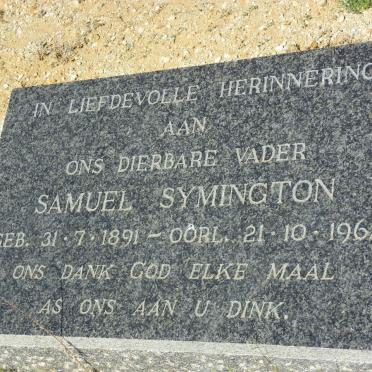 IN LIEFDEVOLLE HERINNERING
AAN
ONS DIERBARE VADER
SAMUEL SYMINGTON
GEB. 31·7·1891 – OORL. 21·10·196
ONS DANK GOD ELKE MAAL
AS ONS AAN U DINK.